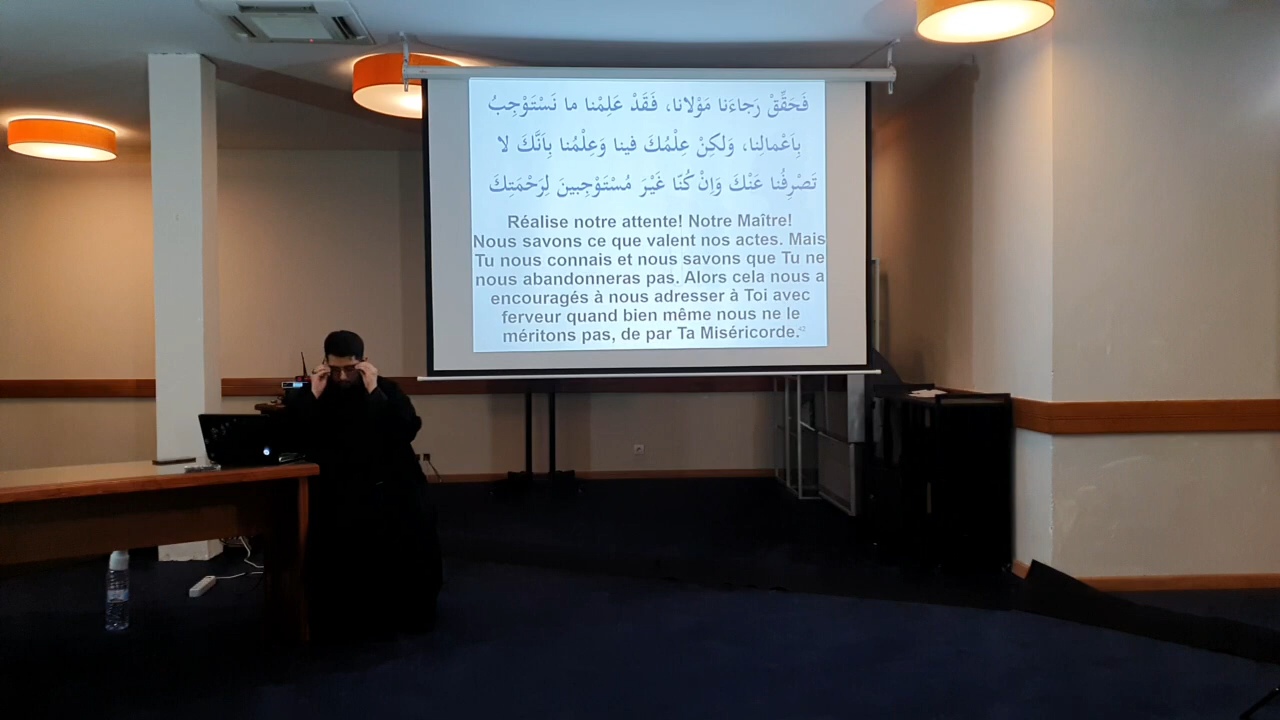 فَحَقِّقْ رَجاءَنا مَوْلانا، فَقَدْ عَلِمْنا ما نَسْتَوْجِبُ
بِاَعْمالِنا، وَلكِنْ عِلْمُكَ فينا وَعِلْمُنا بِاَنَّكَ لا
تَصْرِفُنا عَنْكَ وَاِنْ كُنّا غَيْرَ مُسْتَوْجِبينَ لِرَحْمَتِكَ
Réalise notre attente! Notre Maître!
Nous savons ce que valent nos actes. Mais
Tu nous connais et nous savons que Tu ne
nous abandonneras pas. Alors cela nous a
encouragés à nous adresser à Toi avec
ferveur quand bien même nous ne le
méritons pas, de par Ta Miséricorde.42